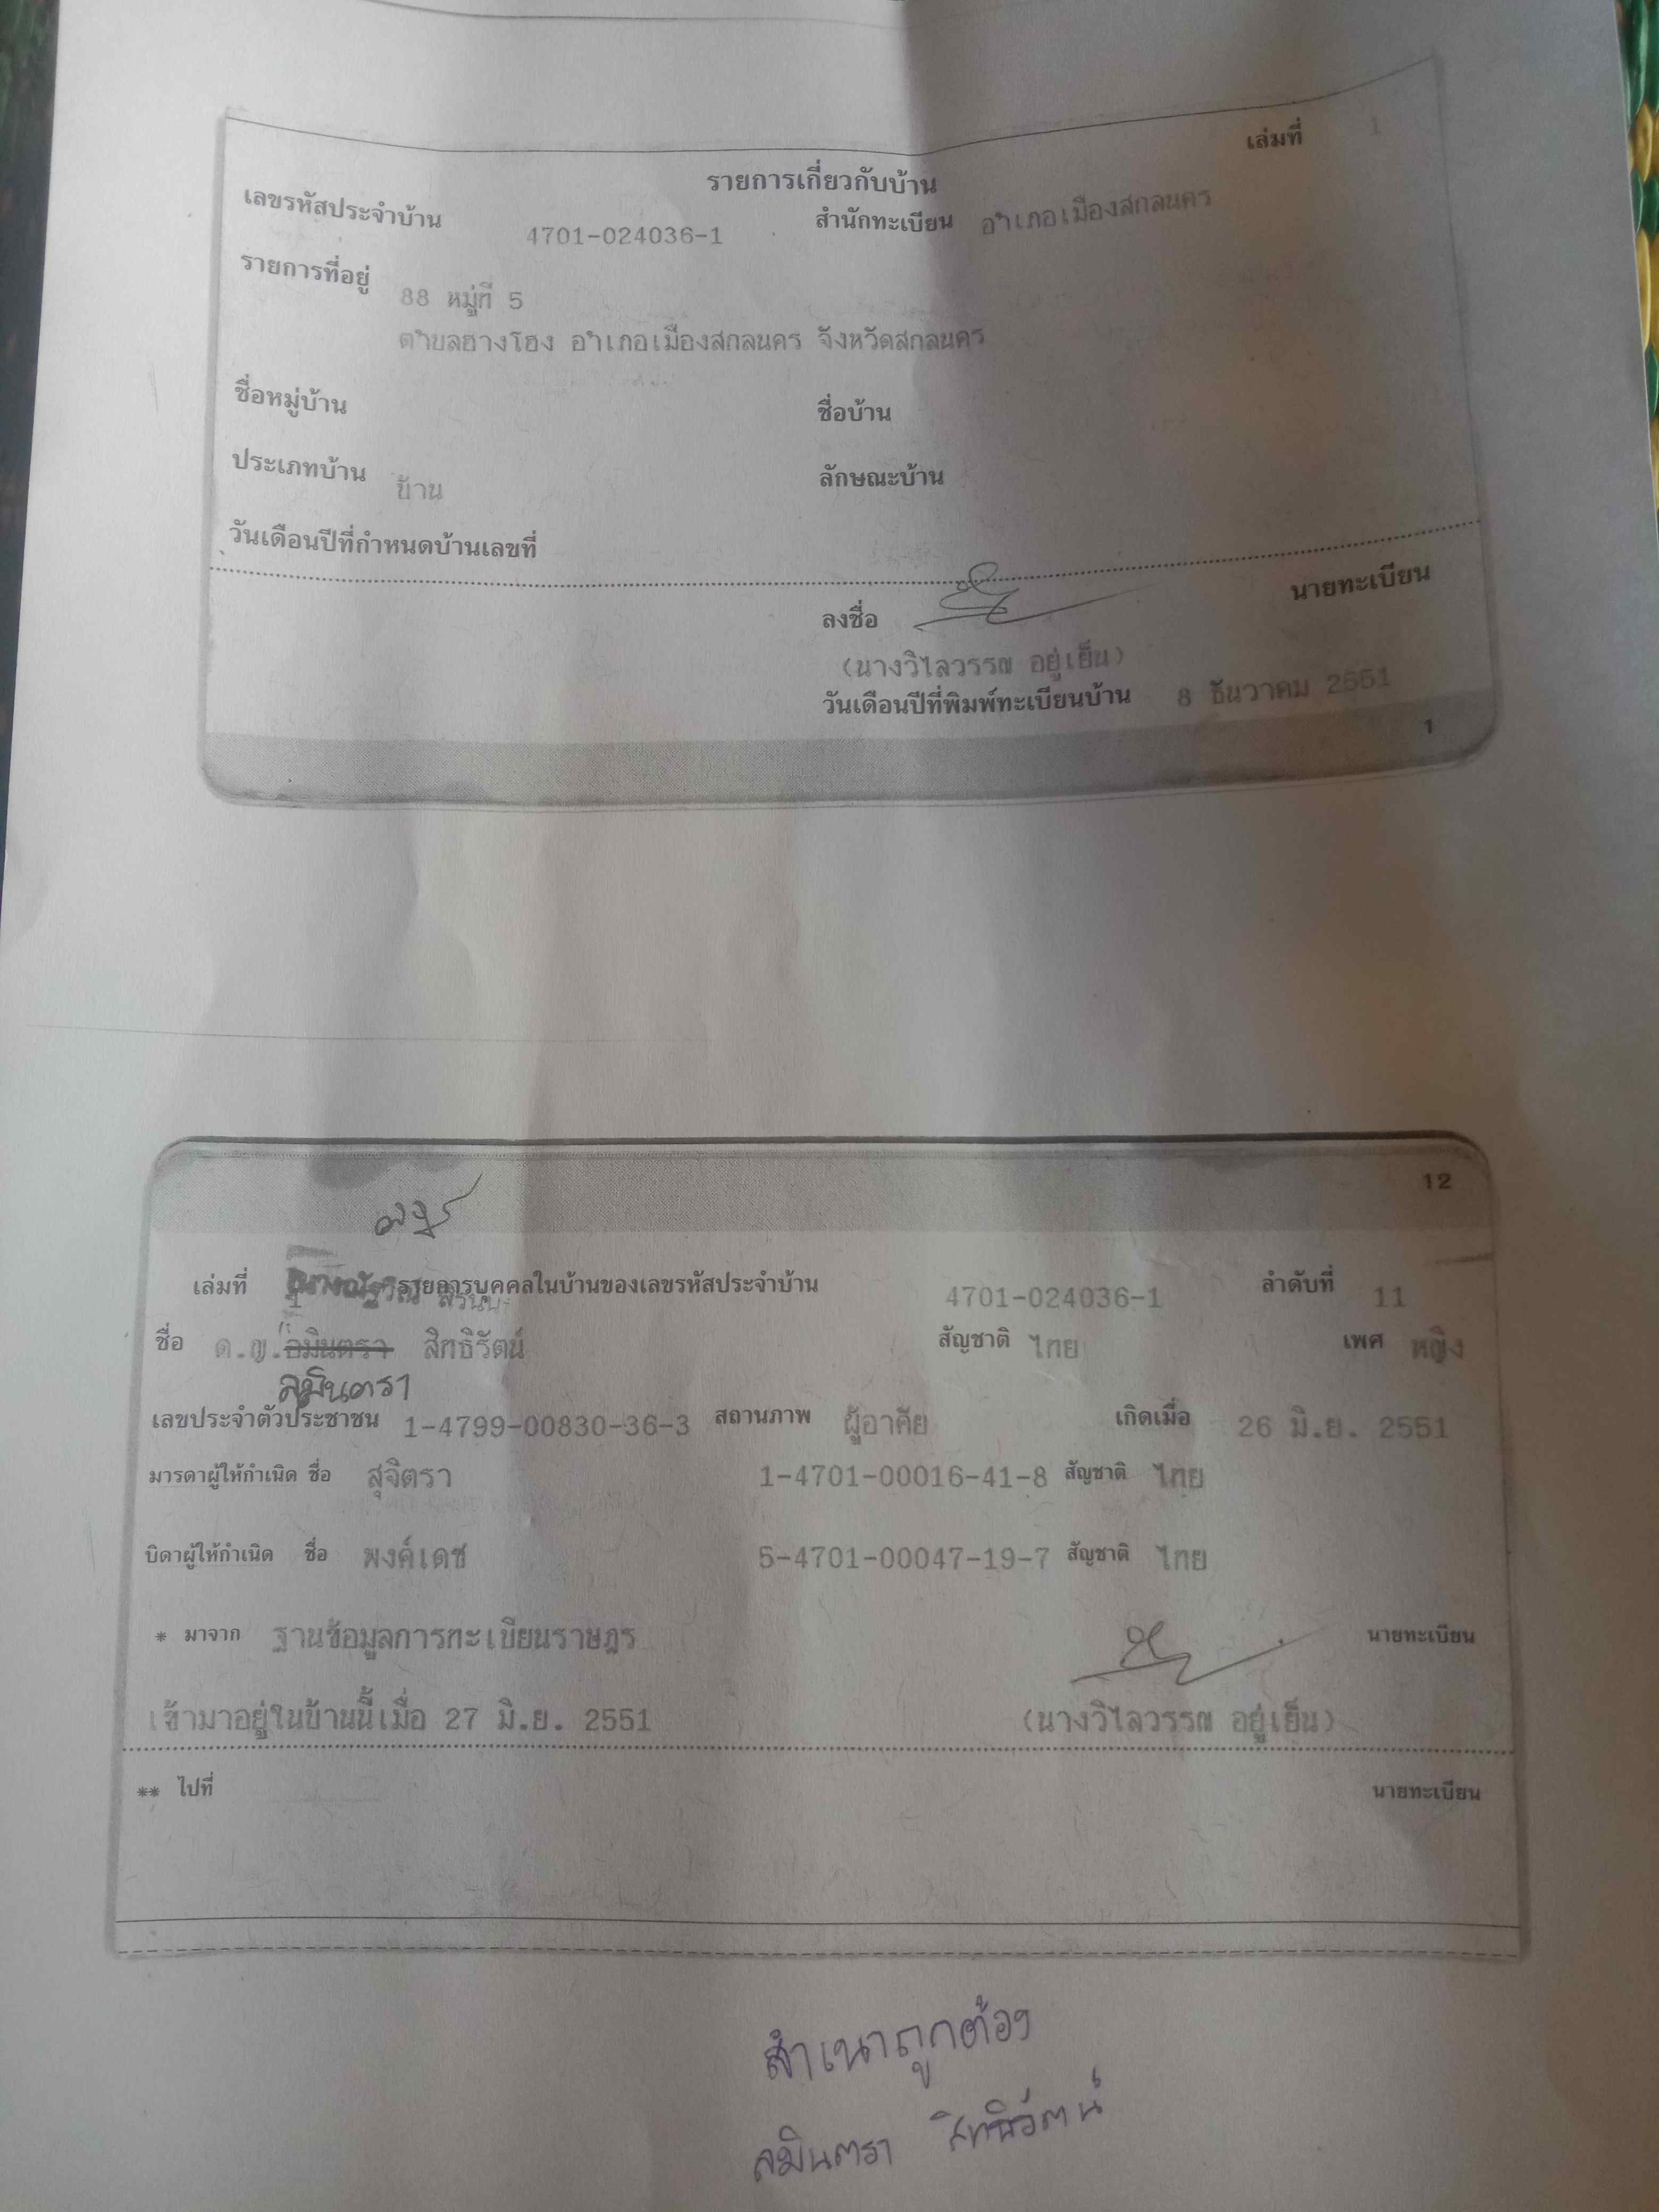 เล่มที่ 1
รายการเกี่ยวกับบ้าน
เลขรหัสประจำบ้าน 4701-024036-1 สำนักทะเบียน อำเภอเมืองสกลนคร
รายการที่อยู่ 88 หมู่ที่ 5
ตำบลฮางโฮง อำเภอเมืองสกลนคร จังหวัดสกลนคร
ชื่อหมู่บ้าน ชื่อบ้าน
ประเภทบ้าน บ้าน ลักษณะบ้าน
วันเดือนปีที่กำหนดบ้านเลขที่
ลงชื่อ นายทะเบียน
(นางวิไลวรรณ อยู่เย็น)
วันเดือนปีที่พิมพ์ทะเบียนบ้าน 8 ธันวาคม 2551
1
12
เล่มที่ 1 รายการบุคคลในบ้านของเลขรหัสประจำบ้าน 4701-024036-1 ลำดับที่ 11
ชื่อ ด.ญ.อมินตรา สิทธิรัตน์ สัญชาติ ไทย เพศ หญิง
ลมินตรา
เลขประจำตัวประชาชน 1-4799-00830-36-3 สถานภาพ ผู้อาศัย เกิดเมื่อ 26 มิ.ย. 2551
มารดาผู้ให้กำเนิด ชื่อ สุจิตรา 1-4701-00016-41-8 สัญชาติ ไทย
บิดาผู้ให้กำเนิด ชื่อ พงค์เดช 5-4701-00047-19-7 สัญชาติ ไทย
* มาจาก ฐานข้อมูลการทะเบียนราษฎร นายทะเบียน
เข้ามาอยู่ในบ้านนี้เมื่อ 27 มิ.ย. 2551 (นางวิไลวรรณ อยู่เย็น)
** ไปที่ นายทะเบียน
สำเนาถูกต้อง
ลมินตรา สิทธิรัตน์